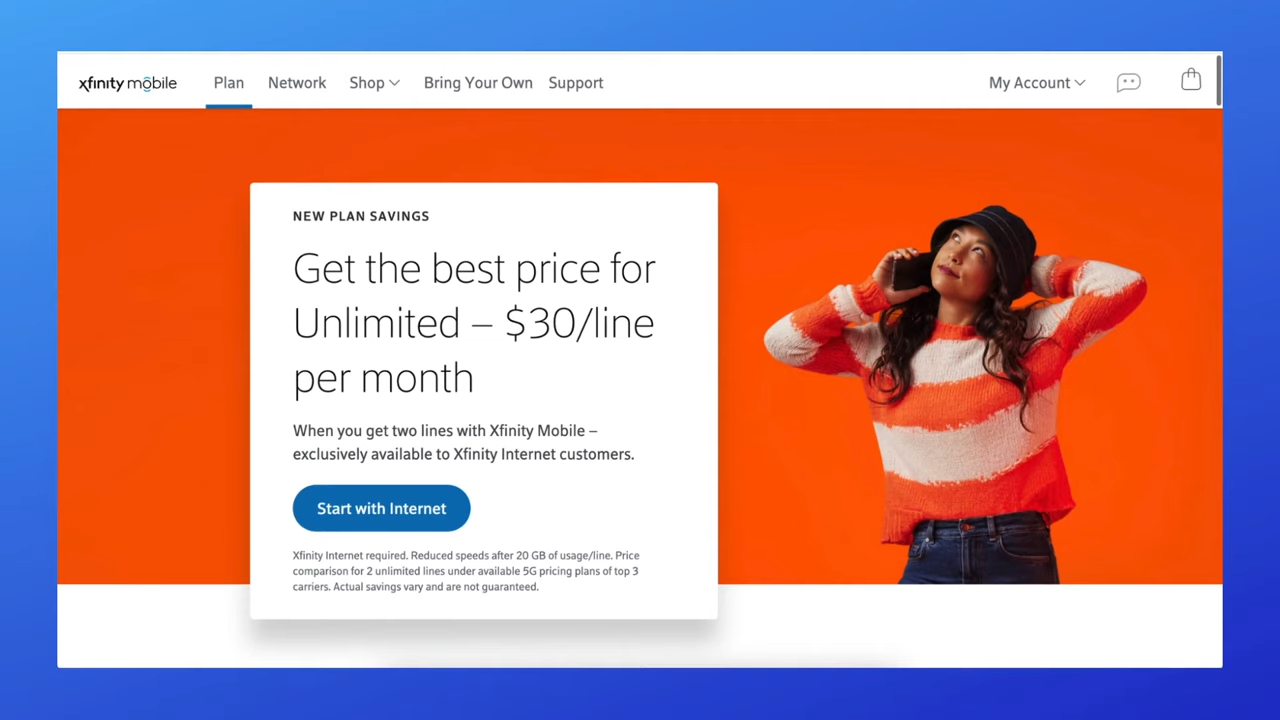 xfinity mobile Plan Network Shop Bring Your Own Support My Account
NEW PLAN SAVINGS
Get the best price for
Unlimited – $30/line
per month
When you get two lines with Xfinity Mobile –
exclusively available to Xfinity Internet customers.
Start with Internet
Xfinity Internet required. Reduced speeds after 20 GB of usage/line. Price
comparison for 2 unlimited lines under available 5G pricing plans of top 3
carriers. Actual savings vary and are not guaranteed.